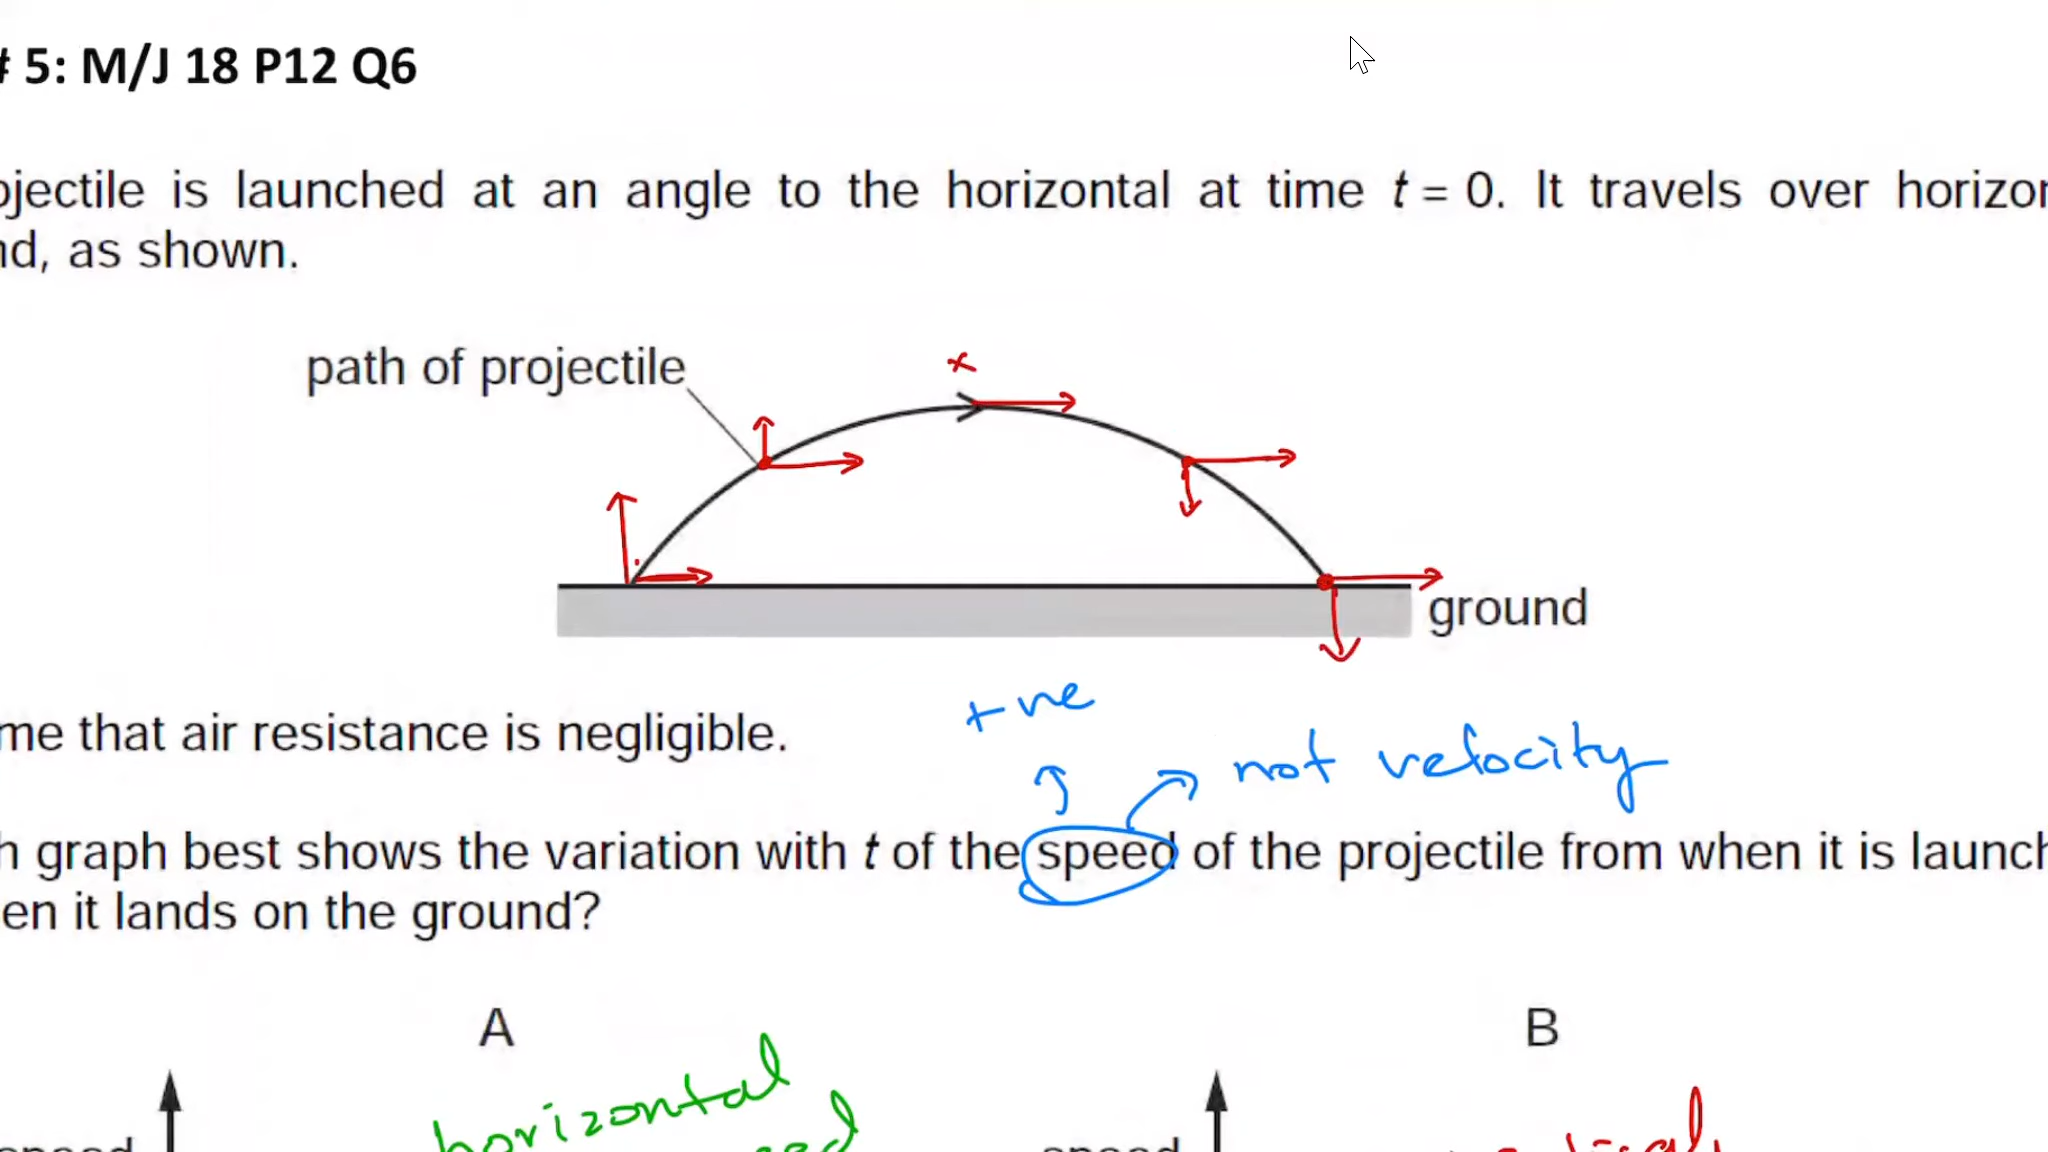 # 5: M/J 18 P12 Q6
ojectile is launched at an angle to the horizontal at time t = 0. It travels over horizon
nd, as shown.
path of projectile
x
ground
+ve
me that air resistance is negligible.
not velocity
h graph best shows the variation with t of the speed of the projectile from when it is launch
en it lands on the ground?
A
B
horizontal
speed
speed